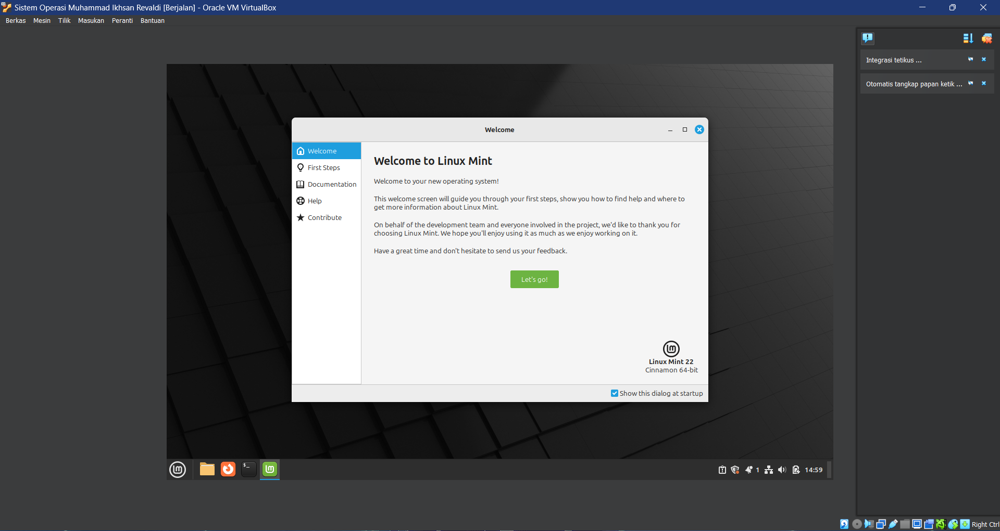 Sistem Operasi Muhammad Ikhsan Revaldi [Berjalan] - Oracle VM VirtualBox
Berkas Mesin Tilik Masukan Peranti Bantuan
Integrasi tetikus ...
Otomatis tangkap papan ketik ...
Welcome
Welcome
First Steps
Documentation
Help
Contribute
Welcome to Linux Mint
Welcome to your new operating system!
This welcome screen will guide you through your first steps, show you how to find help and where to
get more information about Linux Mint.
On behalf of the development team and everyone involved in the project, we'd like to thank you for
choosing Linux Mint. We hope you'll enjoy using it as much as we enjoy working on it.
Have a great time and don't hesitate to send us your feedback.
Let's go!
Linux Mint 22
Cinnamon 64-bit
Show this dialog at startup
$_
1 14:59
Right Ctrl